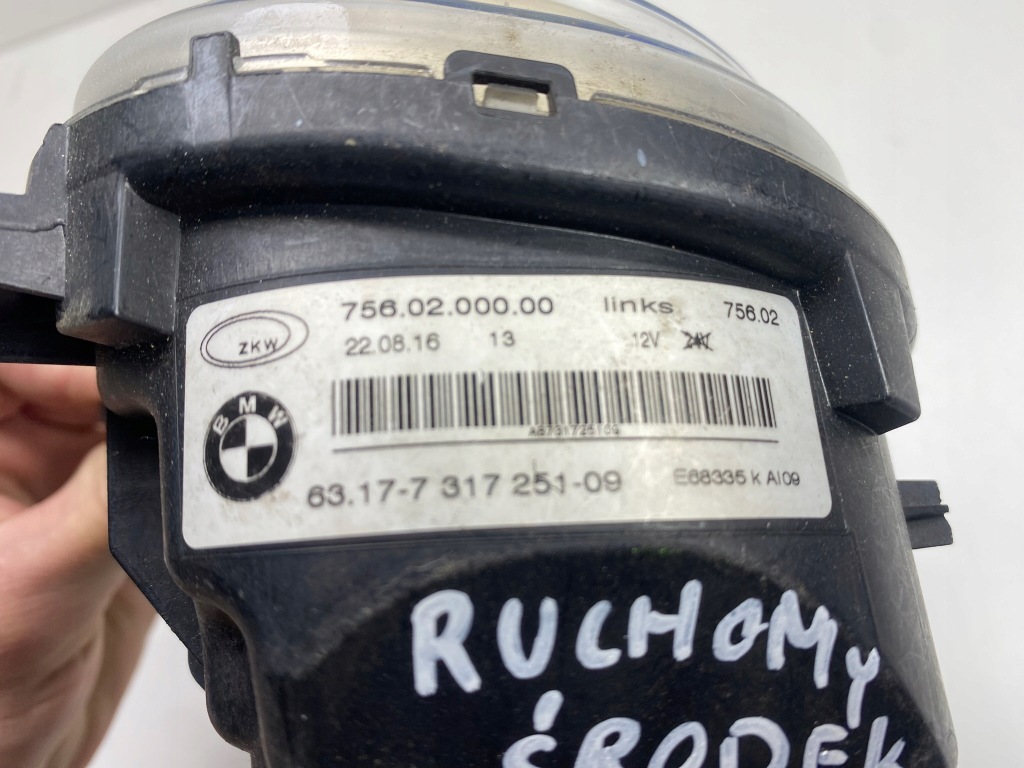 756.02.000.00 links 756.02
ZKW
22.08.16 13 12V
BMW
63.17-7 317 251-09 E68335 k AI09
RUCHOMY
ŚRODEK